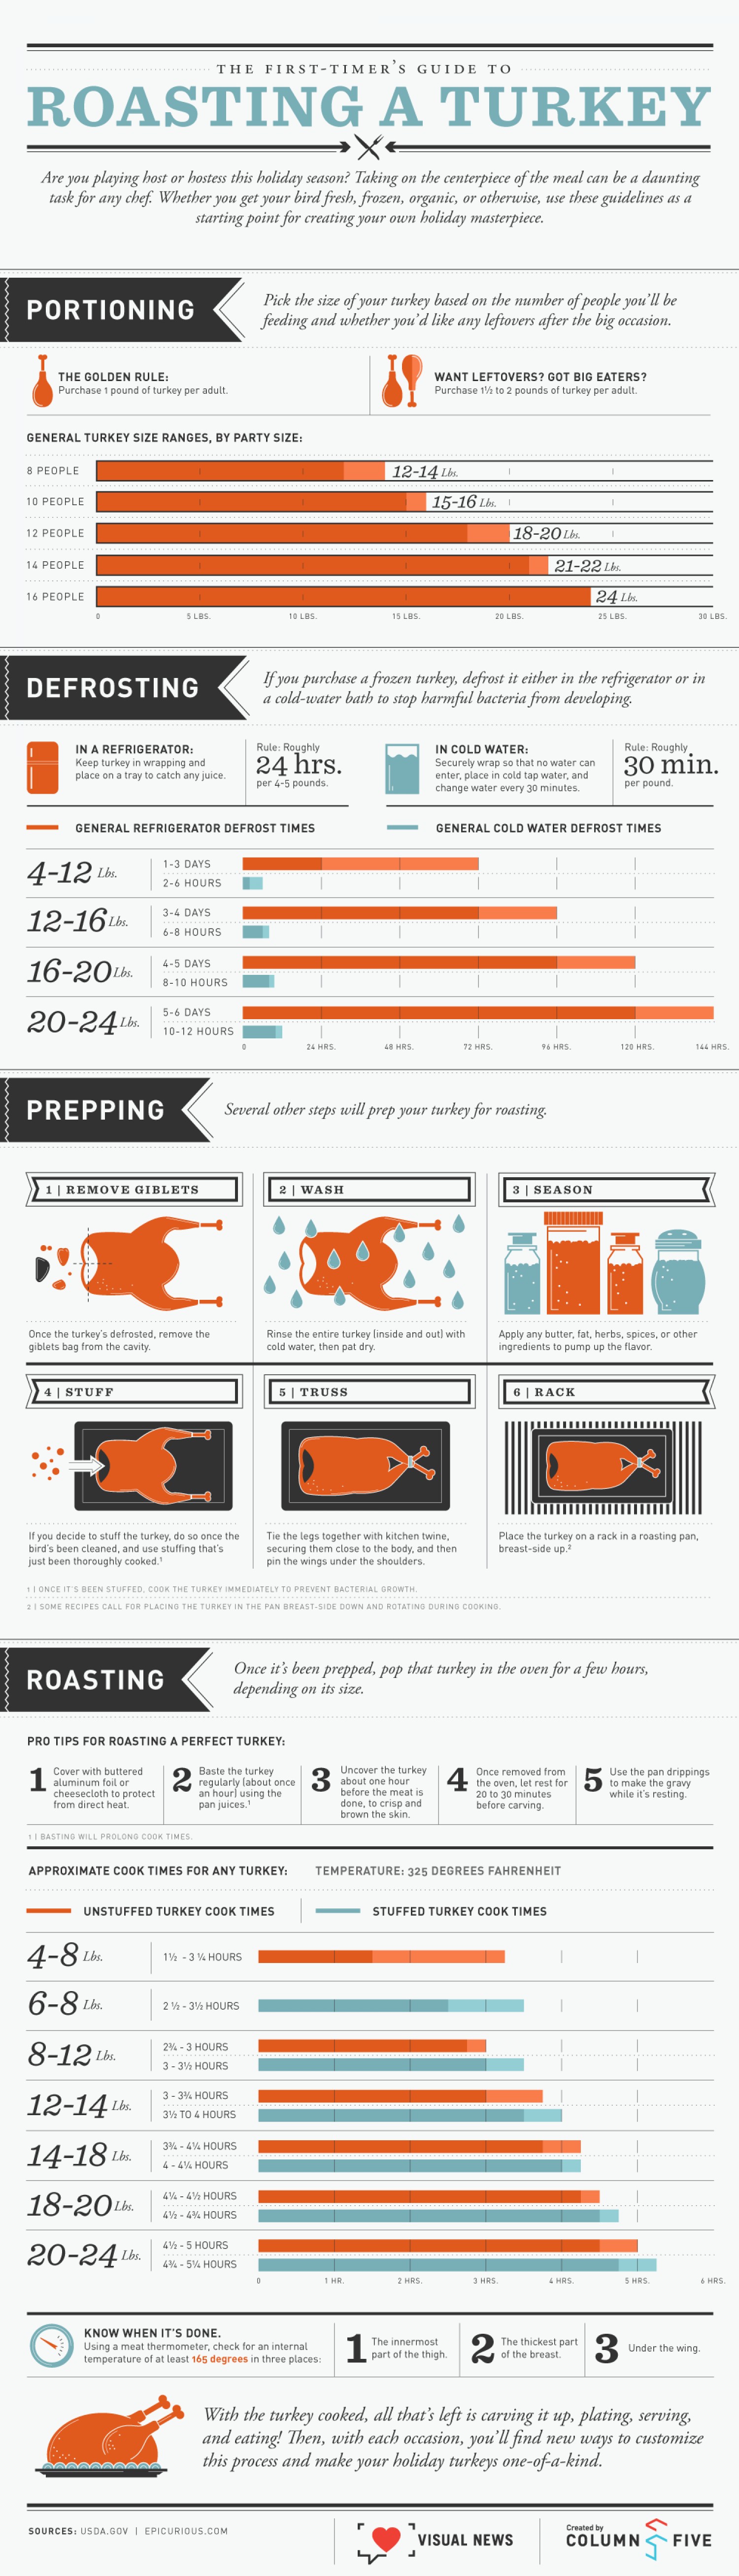 THE FIRST-TIMER'S GUIDE TO
ROASTING A TURKEY
Are you playing host or hostess this holiday season? Taking on the centerpiece of the meal can be a daunting
task for any chef. Whether you get your bird fresh, frozen, organic, or otherwise, use these guidelines as a
starting point for creating your own holiday masterpiece.
PORTIONING
Pick the size of your turkey based on the number of people you'll be
feeding and whether you'd like any leftovers after the big occasion.
THE GOLDEN RULE:
Purchase 1 pound of turkey per adult.
WANT LEFTOVERS? GOT BIG EATERS?
Purchase 1½ to 2 pounds of turkey per adult.
GENERAL TURKEY SIZE RANGES, BY PARTY SIZE:
8 PEOPLE 12-14 Lbs.
10 PEOPLE 15-16 Lbs.
12 PEOPLE 18-20 Lbs.
14 PEOPLE 21-22 Lbs.
16 PEOPLE 24 Lbs.
0 5 LBS. 10 LBS. 15 LBS. 20 LBS. 25 LBS. 30 LBS.
DEFROSTING
If you purchase a frozen turkey, defrost it either in the refrigerator or in
a cold-water bath to stop harmful bacteria from developing.
IN A REFRIGERATOR:
Keep turkey in wrapping and
place on a tray to catch any juice.
Rule: Roughly
24 hrs.
per 4-5 pounds.
IN COLD WATER:
Securely wrap so that no water can
enter, place in cold tap water, and
change water every 30 minutes.
Rule: Roughly
30 min.
per pound.
GENERAL REFRIGERATOR DEFROST TIMES
GENERAL COLD WATER DEFROST TIMES
4-12 Lbs.
1-3 DAYS
2-6 HOURS
12-16 Lbs.
3-4 DAYS
6-8 HOURS
16-20 Lbs.
4-5 DAYS
8-10 HOURS
20-24 Lbs.
5-6 DAYS
10-12 HOURS
0 24 HRS. 48 HRS. 72 HRS. 96 HRS. 120 HRS. 144 HRS.
PREPPING
Several other steps will prep your turkey for roasting.
1 | REMOVE GIBLETS
Once the turkey's defrosted, remove the
giblets bag from the cavity.
2 | WASH
Rinse the entire turkey (inside and out) with
cold water, then pat dry.
3 | SEASON
Apply any butter, fat, herbs, spices, or other
ingredients to pump up the flavor.
4 | STUFF
If you decide to stuff the turkey, do so once the
bird's been cleaned, and use stuffing that's
just been thoroughly cooked.¹
5 | TRUSS
Tie the legs together with kitchen twine,
securing them close to the body, and then
pin the wings under the shoulders.
6 | RACK
Place the turkey on a rack in a roasting pan,
breast-side up.²
1 | ONCE IT'S BEEN STUFFED, COOK THE TURKEY IMMEDIATELY TO PREVENT BACTERIAL GROWTH.
2 | SOME RECIPES CALL FOR PLACING THE TURKEY IN THE PAN BREAST-SIDE DOWN AND ROTATING DURING COOKING.
ROASTING
Once it's been prepped, pop that turkey in the oven for a few hours,
depending on its size.
PRO TIPS FOR ROASTING A PERFECT TURKEY:
1
Cover with buttered
aluminum foil or
cheesecloth to protect
from direct heat.
2
Baste the turkey
regularly (about once
an hour) using the
pan juices.¹
3
Uncover the turkey
about one hour
before the meat is
done, to crisp and
brown the skin.
4
Once removed from
the oven, let rest for
20 to 30 minutes
before carving.
5
Use the pan drippings
to make the gravy
while it's resting.
1 | BASTING WILL PROLONG COOK TIMES.
APPROXIMATE COOK TIMES FOR ANY TURKEY: TEMPERATURE: 325 DEGREES FAHRENHEIT
UNSTUFFED TURKEY COOK TIMES
STUFFED TURKEY COOK TIMES
4-8 Lbs.
1½ - 3 ¼ HOURS
6-8 Lbs.
2 ½ - 3½ HOURS
8-12 Lbs.
2¾ - 3 HOURS
3 - 3½ HOURS
12-14 Lbs.
3 - 3¾ HOURS
3½ TO 4 HOURS
14-18 Lbs.
3¾ - 4¼ HOURS
4 - 4¼ HOURS
18-20 Lbs.
4¼ - 4½ HOURS
4½ - 4¾ HOURS
20-24 Lbs.
4½ - 5 HOURS
4¾ - 5¼ HOURS
0 1 HR. 2 HRS. 3 HRS. 4 HRS. 5 HRS. 6 HRS.
KNOW WHEN IT'S DONE.
Using a meat thermometer, check for an internal
temperature of at least 165 degrees in three places:
1
The innermost
part of the thigh.
2
The thickest part
of the breast.
3
Under the wing.
With the turkey cooked, all that's left is carving it up, plating, serving,
and eating! Then, with each occasion, you'll find new ways to customize
this process and make your holiday turkeys one-of-a-kind.
SOURCES: USDA.GOV | EPICURIOUS.COM
VISUAL NEWS
Created by
COLUMN FIVE